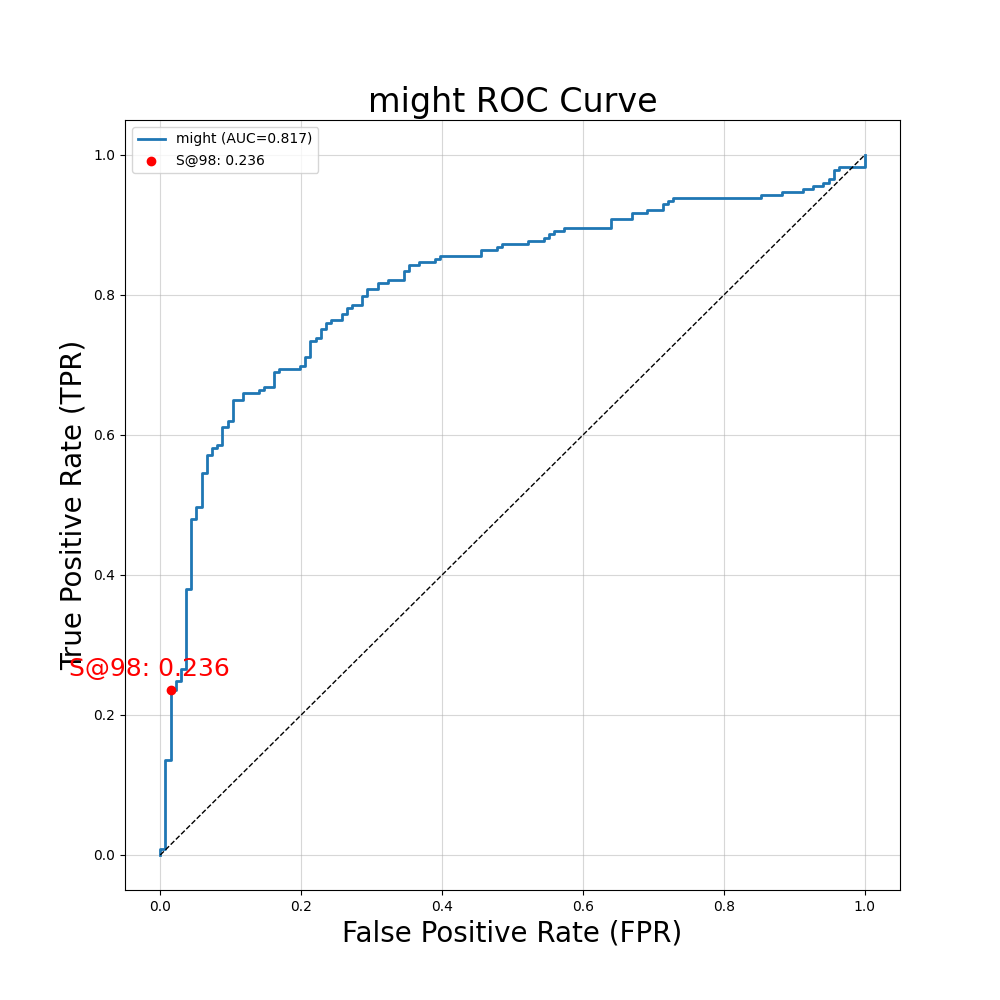 might ROC Curve
might (AUC=0.817)
S@98: 0.236
True Positive Rate (TPR)
1.0
0.8
0.6
0.4
0.2
0.0
S@98: 0.236
0.0 0.2 0.4 0.6 0.8 1.0
False Positive Rate (FPR)